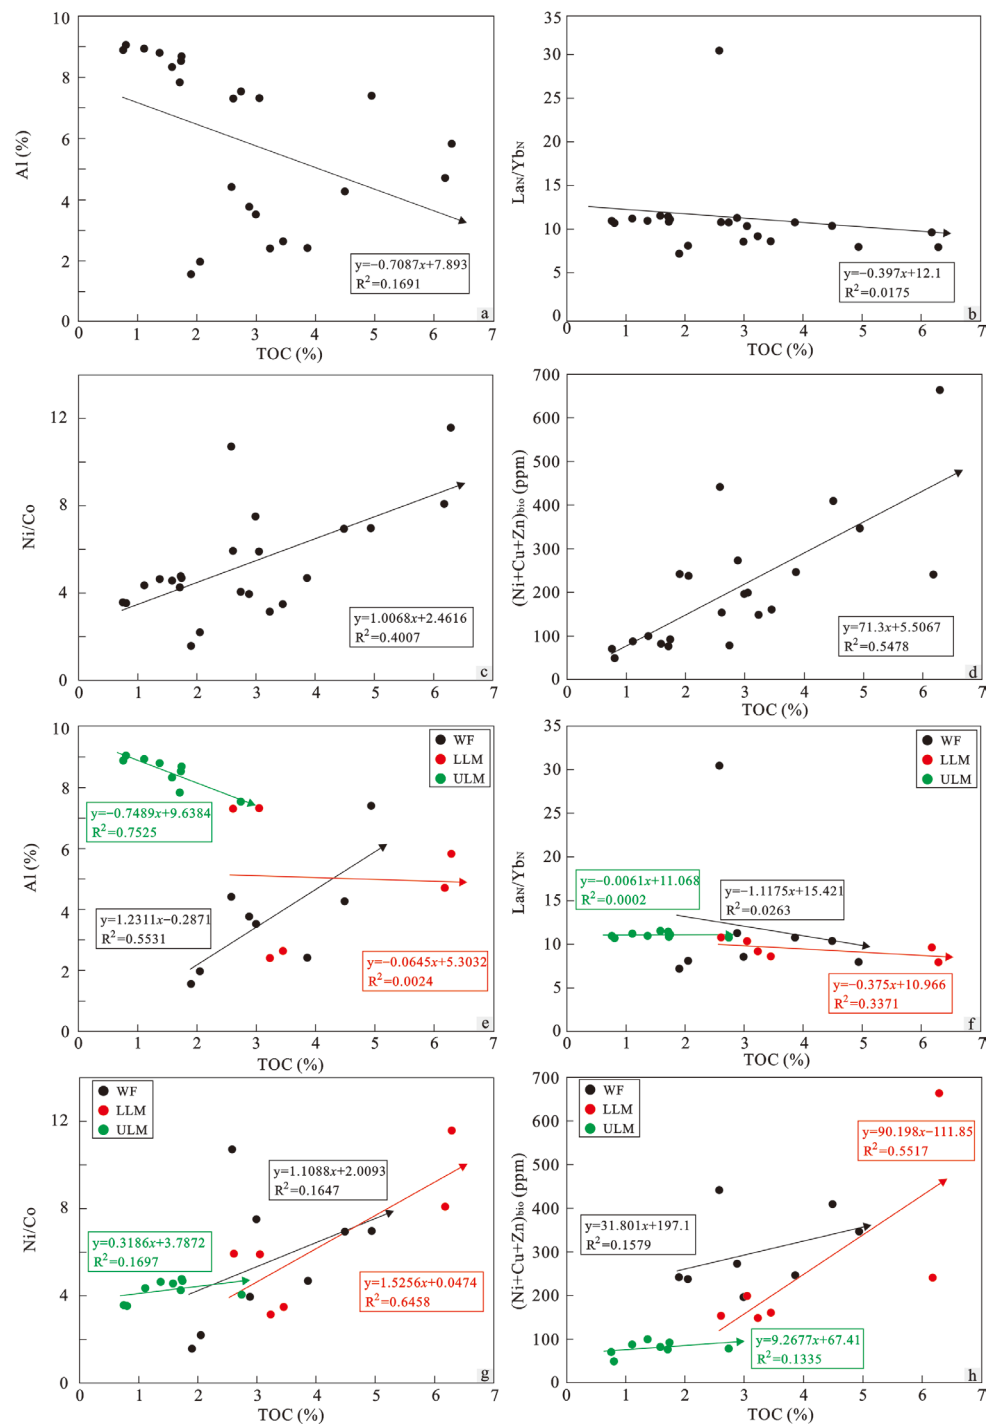 10
8
6
4
2
0
Al (%)
y=−0.7087x+7.893
R²=0.1691
a
0 1 2 3 4 5 6 7
TOC (%)
35
30
25
20
15
10
5
0
LaN/YbN
y=−0.397x+12.1
R²=0.0175
b
0 1 2 3 4 5 6 7
TOC (%)
12
8
4
0
Ni/Co
y=1.0068x+2.4616
R²=0.4007
c
0 1 2 3 4 5 6 7
TOC (%)
700
600
500
400
300
200
100
0
(Ni+Cu+Zn)bio (ppm)
y=71.3x+5.5067
R²=0.5478
d
0 1 2 3 4 5 6 7
TOC (%)
10
8
6
4
2
0
Al (%)
WF
LLM
ULM
y=−0.7489x+9.6384
R²=0.7525
y=1.2311x−0.2871
R²=0.5531
y=−0.0645x+5.3032
R²=0.0024
e
0 1 2 3 4 5 6 7
TOC (%)
35
30
25
20
15
10
5
0
LaN/YbN
WF
LLM
ULM
y=−0.0061x+11.068
R²=0.0002
y=−1.1175x+15.421
R²=0.0263
y=−0.375x+10.966
R²=0.3371
f
0 1 2 3 4 5 6 7
TOC (%)
12
8
4
0
Ni/Co
WF
LLM
ULM
y=1.1088x+2.0093
R²=0.1647
y=0.3186x+3.7872
R²=0.1697
y=1.5256x+0.0474
R²=0.6458
g
0 1 2 3 4 5 6 7
TOC (%)
700
600
500
400
300
200
100
0
(Ni+Cu+Zn)bio (ppm)
WF
LLM
ULM
y=90.198x−111.85
R²=0.5517
y=31.801x+197.1
R²=0.1579
y=9.2677x+67.41
R²=0.1335
h
0 1 2 3 4 5 6 7
TOC (%)